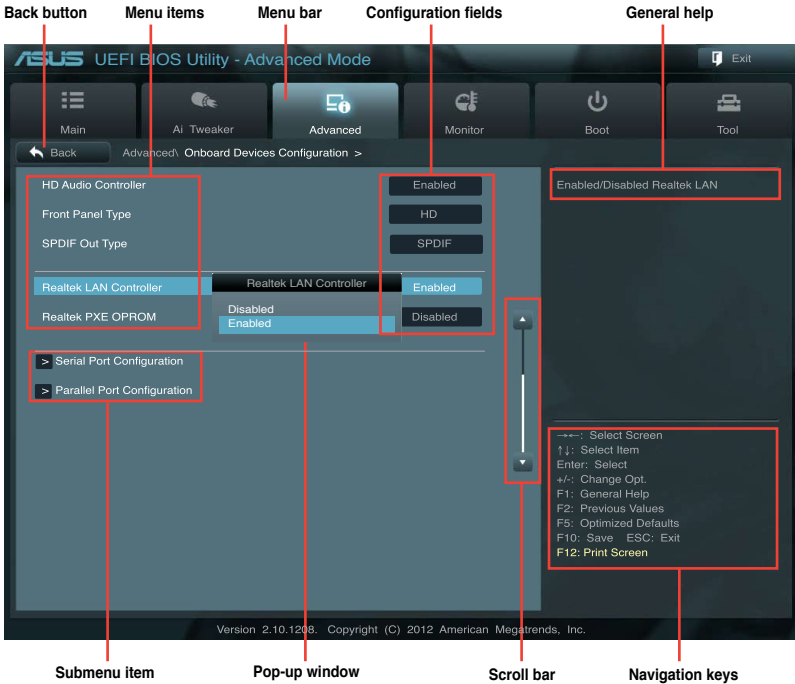 Back button Menu items Menu bar Configuration fields General help
ASUS UEFI BIOS Utility - Advanced Mode Exit
Main Ai Tweaker Advanced Monitor Boot Tool
Back Advanced\ Onboard Devices Configuration >
HD Audio Controller Enabled
Enabled/Disabled Realtek LAN
Front Panel Type HD
SPDIF Out Type SPDIF
Realtek LAN Controller Enabled
Realtek LAN Controller
Disabled
Enabled
Realtek PXE OPROM Disabled
> Serial Port Configuration
> Parallel Port Configuration
→←: Select Screen
↑↓: Select Item
Enter: Select
+/-: Change Opt.
F1: General Help
F2: Previous Values
F5: Optimized Defaults
F10: Save ESC: Exit
F12: Print Screen
Version 2.10.1208. Copyright (C) 2012 American Megatrends, Inc.
Submenu item Pop-up window Scroll bar Navigation keys